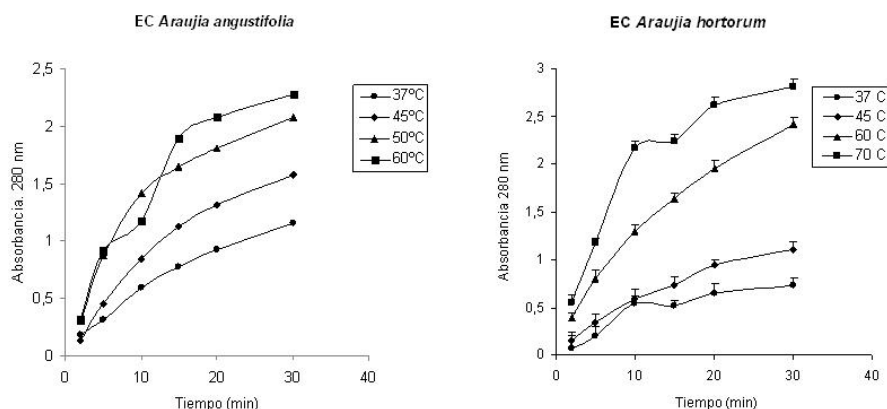 EC Araujia angustifolia
2,5
2
1,5
1
0,5
0
0
10
20
30
40
Absorbancia. 280 nm
Tiempo (min)
37ºC
45ºC
50ºC
60ºC
EC Araujia hortorum
3
2,5
2
1,5
1
0,5
0
0
10
20
30
40
Absorbancia 280 nm
Tiempo (min)
37 C
45 C
60 C
70 C